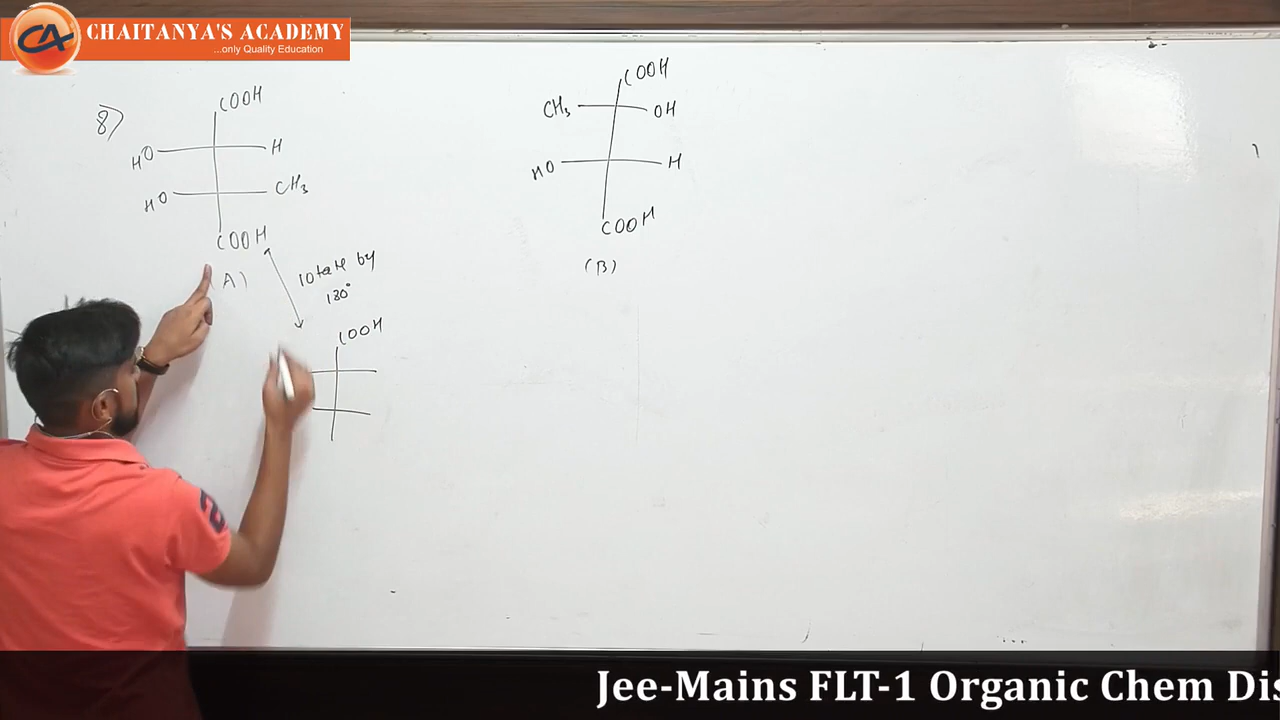 CHAITANYA'S ACADEMY
...only Quality Education
CA
8)
COOH
HO H
HO CH3
COOH
(A)
rotate by
180°
COOH
COOH
CH3 OH
HO H
COOH
(B)
Jee-Mains FLT-1 Organic Chem Dis